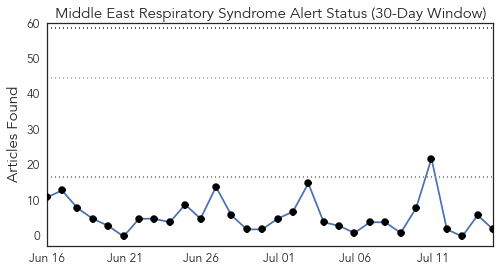 Middle East Respiratory Syndrome Alert Status (30-Day Window)
Articles Found
60
50
40
30
20
10
0
Jun 16
Jun 21
Jun 26
Jul 01
Jul 06
Jul 11